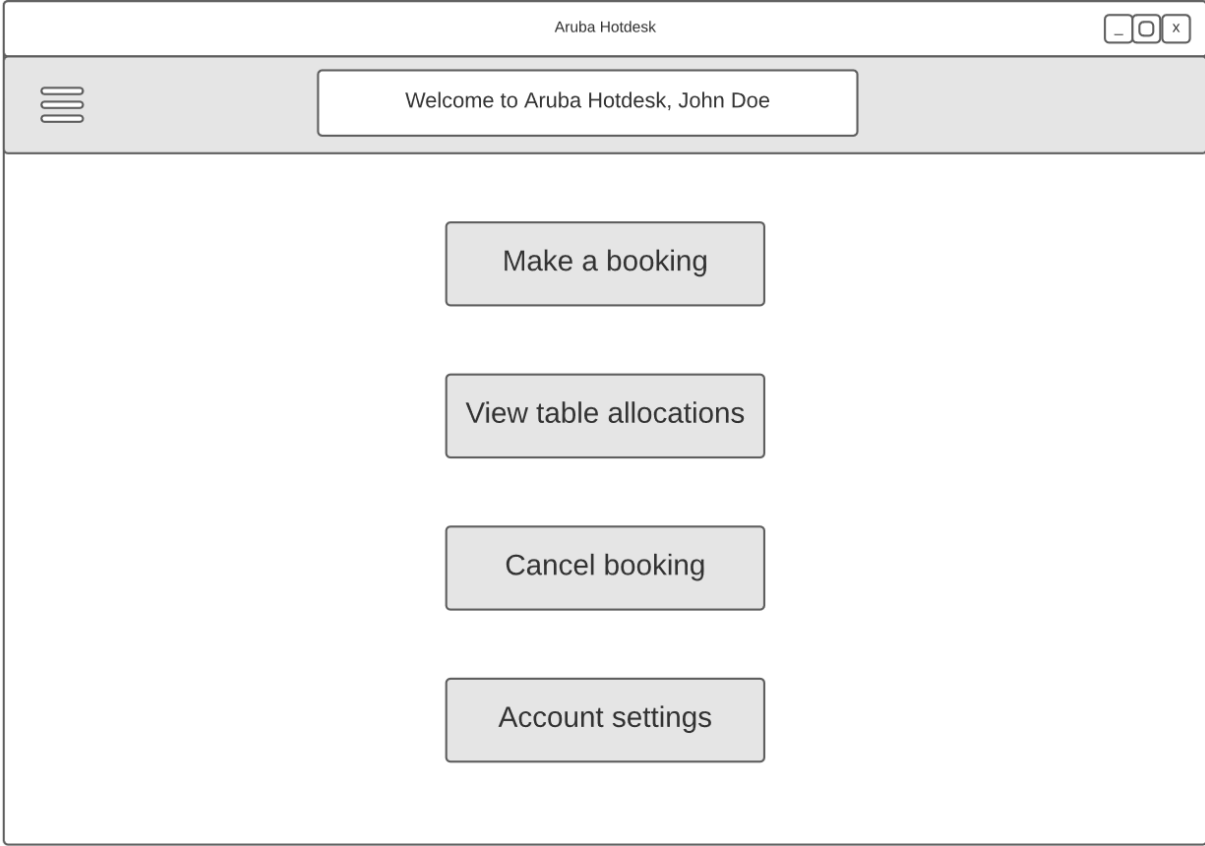 Aruba Hotdesk
_ x
Welcome to Aruba Hotdesk, John Doe
Make a booking
View table allocations
Cancel booking
Account settings